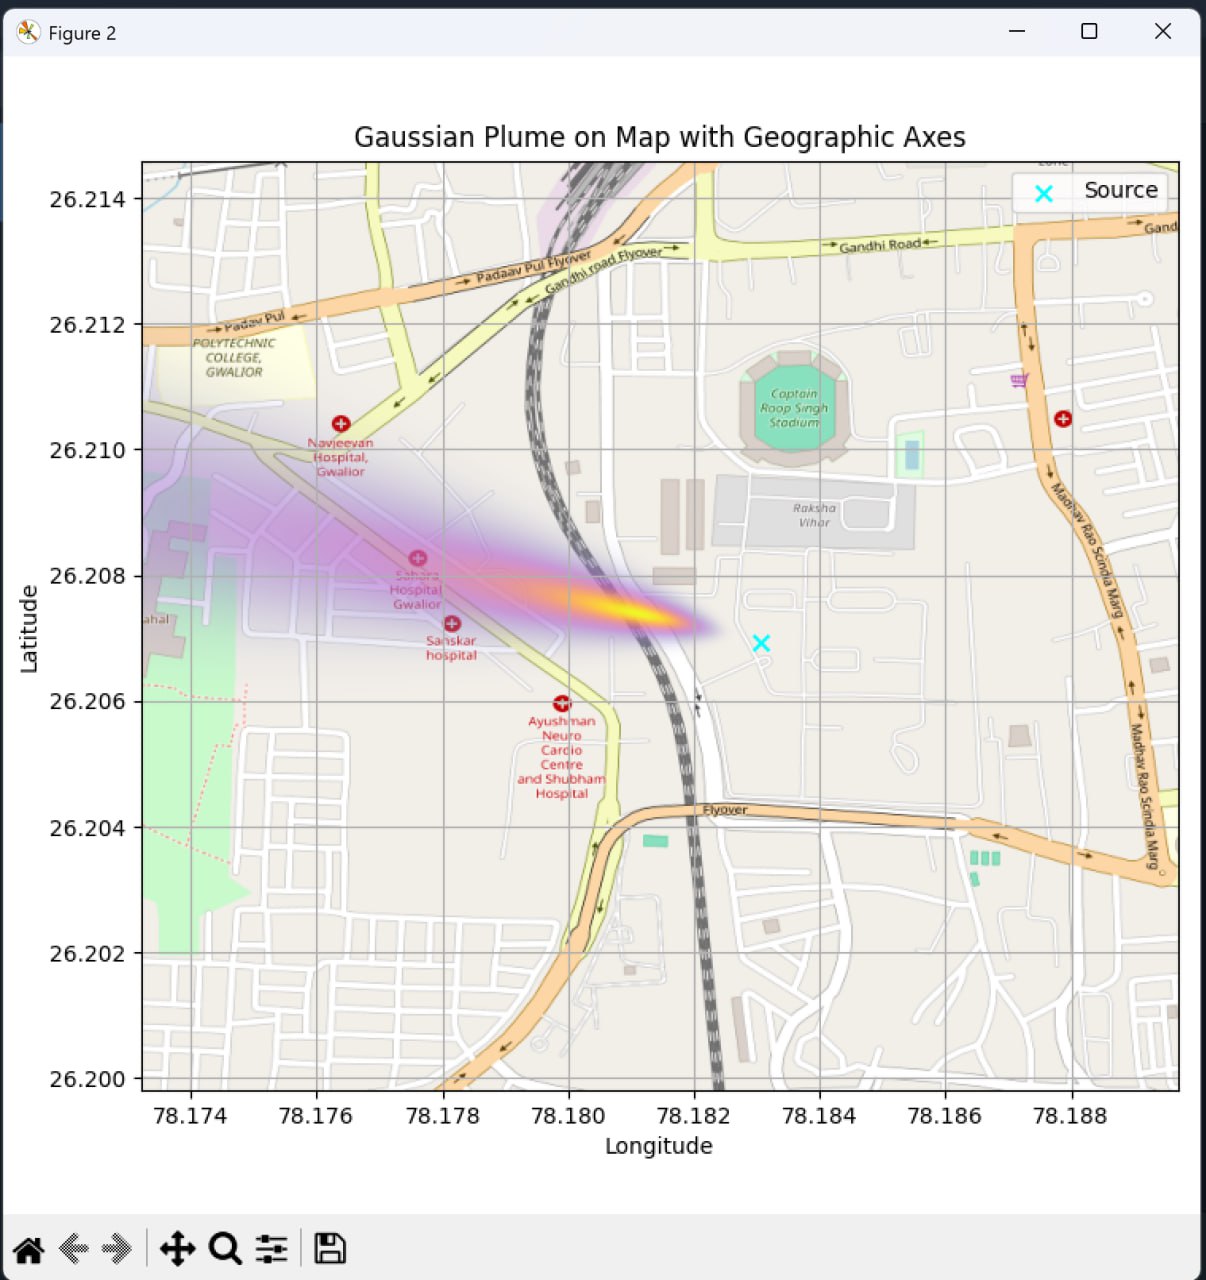 Figure 2
Gaussian Plume on Map with Geographic Axes
Source
Gandhi Road
Padaav Pul Flyover
Gandhi road Flyover
Padav Pul
POLYTECHNIC
COLLEGE,
GWALIOR
Captain
Roop Singh
Stadium
Navjeevan
Hospital,
Gwalior
Raksha
Vihar
Madhav Rao Scindia Marg
Sahara
Hospital
Gwalior
ahal
Sanskar
hospital
Ayushman
Neuro
Cardio
Centre
and Shubham
Hospital
Madhav Rao Scindia Marg
Flyover
26.214
26.212
26.210
26.208
26.206
26.204
26.202
26.200
Latitude
78.174 78.176 78.178 78.180 78.182 78.184 78.186 78.188
Longitude